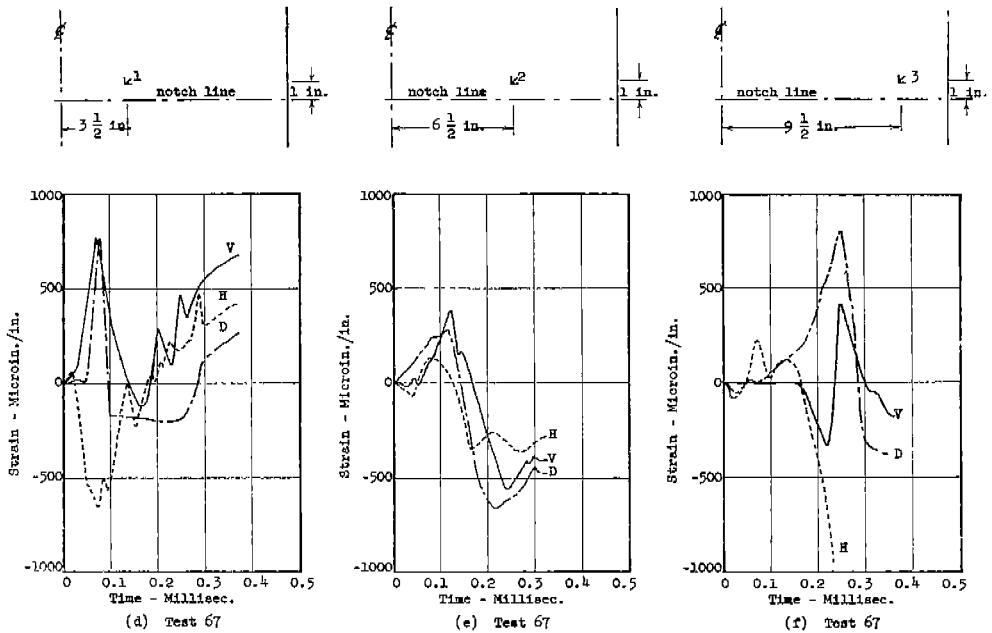 ℄ ℄ ℄
1 2 3
notch line 1 in. notch line 1 in. notch line 1 in.
3 1/2 in. 6 1/2 in. 9 1/2 in.
1000 1000 1000
V
500 500 500
H
D
0 0 0
H
V
V
D
D
-500 -500 -500
H
-1000 -1000 -1000
0 0.1 0.2 0.3 0.4 0.5 0 0.1 0.2 0.3 0.4 0.5 0 0.1 0.2 0.3 0.4 0.5
Strain - Microin./in. Strain - Microin./in. Strain - Microin./in.
Time - Millisec. Time - Millisec. Time - Millisec.
(d) Test 67 (e) Test 67 (f) Test 67